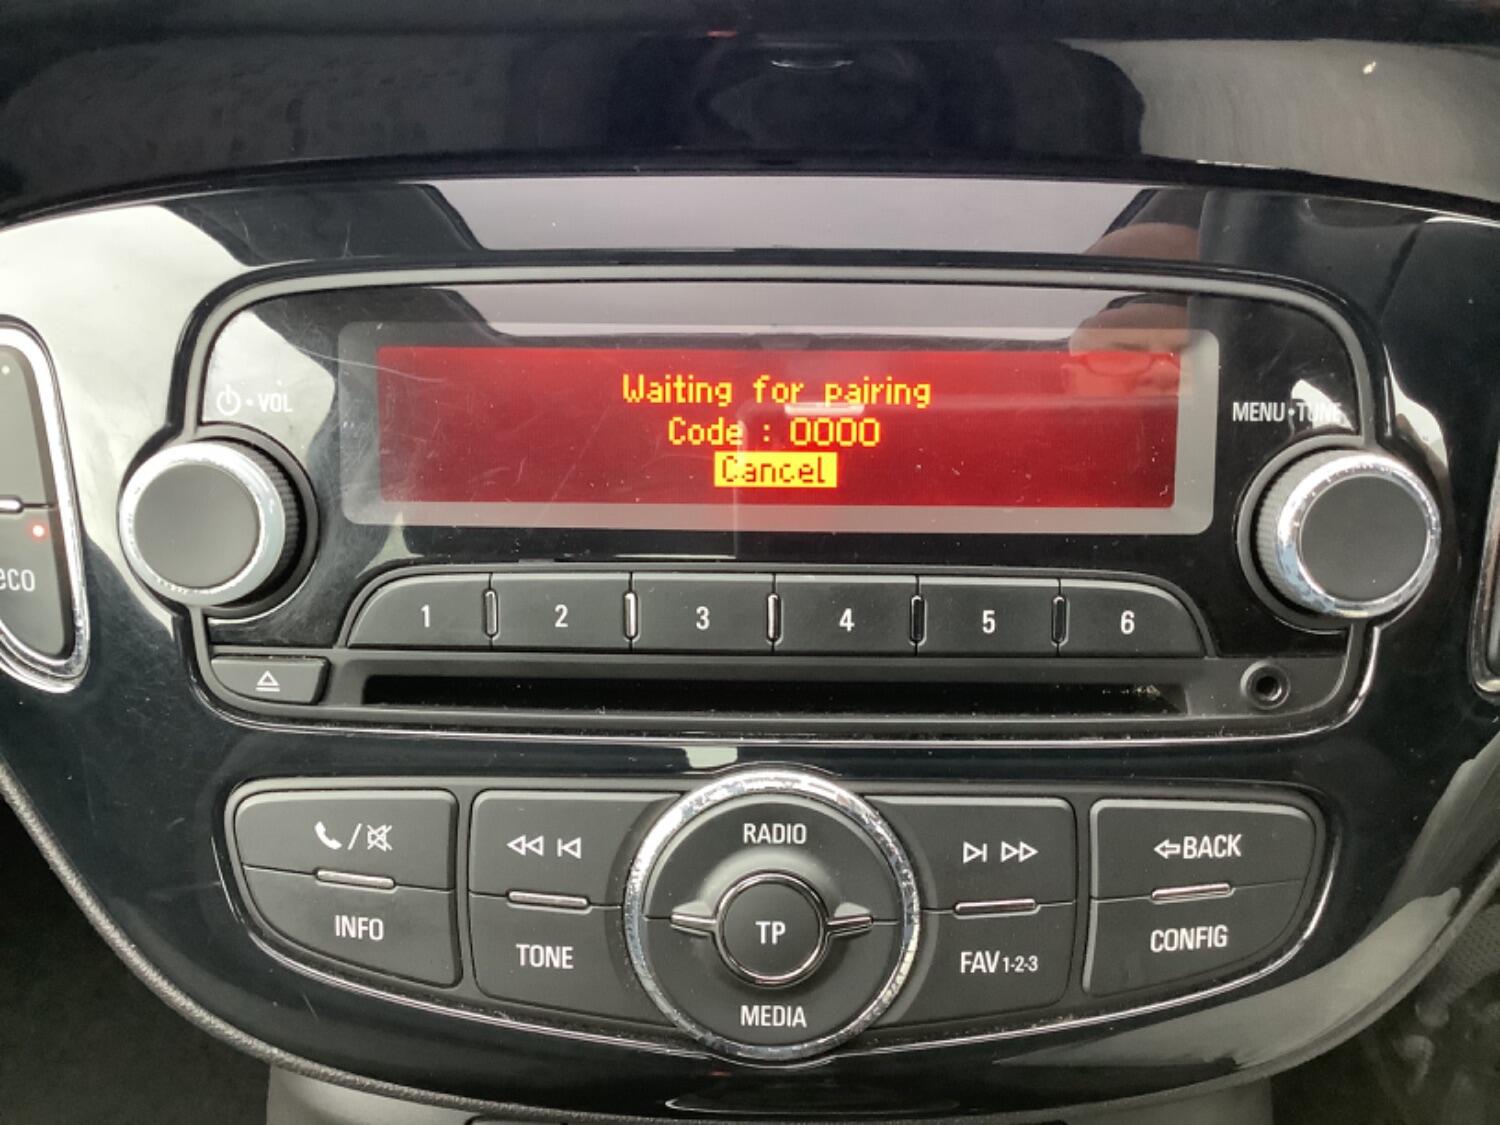 Waiting for pairing
Code : 0000
Cancel
VOL
MENU•TUNE
eco
1 2 3 4 5 6
/
BACK
RADIO
INFO
TONE
TP
FAV 1-2-3
CONFIG
MEDIA